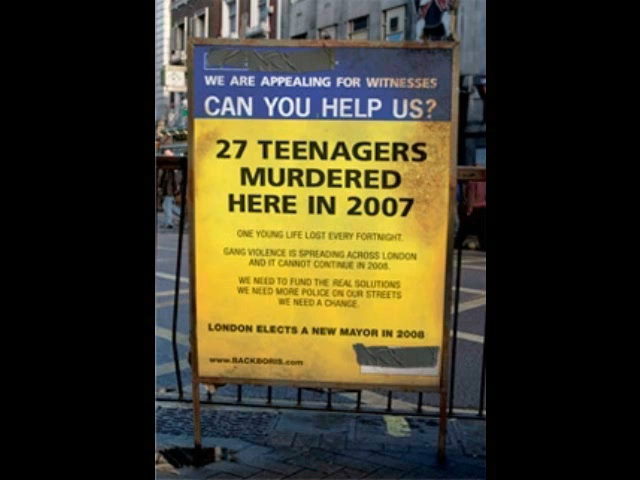 WE ARE APPEALING FOR WITNESSES
CAN YOU HELP US?
27 TEENAGERS
MURDERED
HERE IN 2007
ONE YOUNG LIFE LOST EVERY FORTNIGHT.
GANG VIOLENCE IS SPREADING ACROSS LONDON
AND IT CANNOT CONTINUE IN 2008.
WE NEED TO FUND THE REAL SOLUTIONS
WE NEED MORE POLICE ON OUR STREETS
WE NEED A CHANGE.
LONDON ELECTS A NEW MAYOR IN 2008
www.BACKBORIS.com